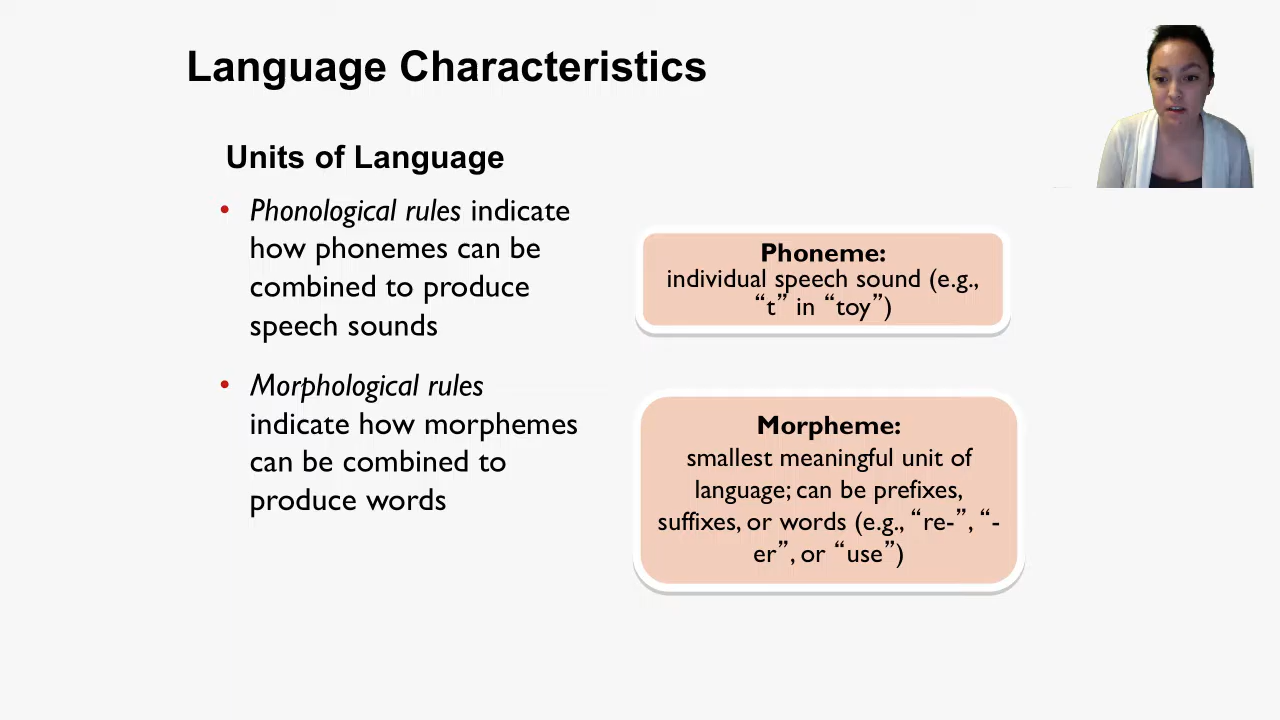 Language Characteristics
Units of Language
• Phonological rules indicate
how phonemes can be
combined to produce
speech sounds
• Morphological rules
indicate how morphemes
can be combined to
produce words
Phoneme:
individual speech sound (e.g.,
“t” in “toy”)
Morpheme:
smallest meaningful unit of
language; can be prefixes,
suffixes, or words (e.g., “re-”, “-
er”, or “use”)